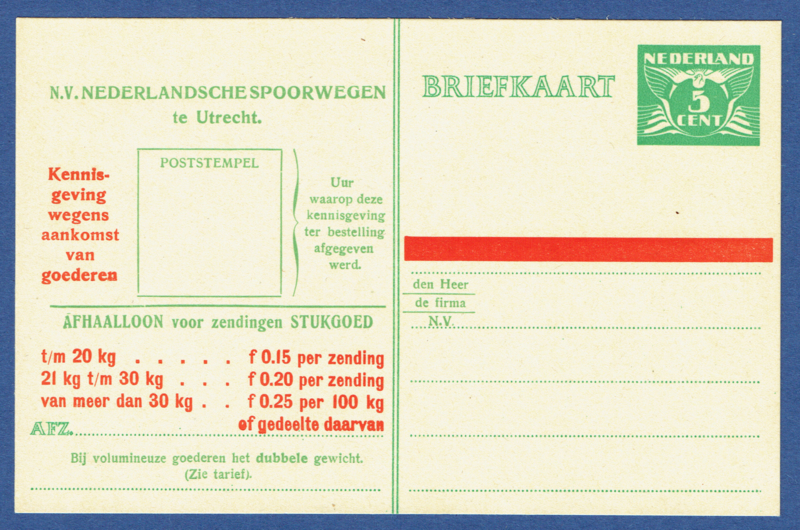 N.V. NEDERLANDSCHE SPOORWEGEN
te Utrecht.
Kennis-
geving
wegens
aankomst
van
goederen
POSTSTEMPEL
Uur
waarop deze
kennisgeving
ter bestelling
afgegeven
werd.
AFHAALLOON voor zendingen STUKGOED
t/m 20 kg . . . . . f 0.15 per zending
21 kg t/m 30 kg . . . f 0.20 per zending
van meer dan 30 kg . . f 0.25 per 100 kg
of gedeelte daarvan
AFZ.
Bij volumineuze goederen het dubbele gewicht.
(Zie tarief).
BRIEFKAART
NEDERLAND
5
CENT
den Heer
de firma
N.V.